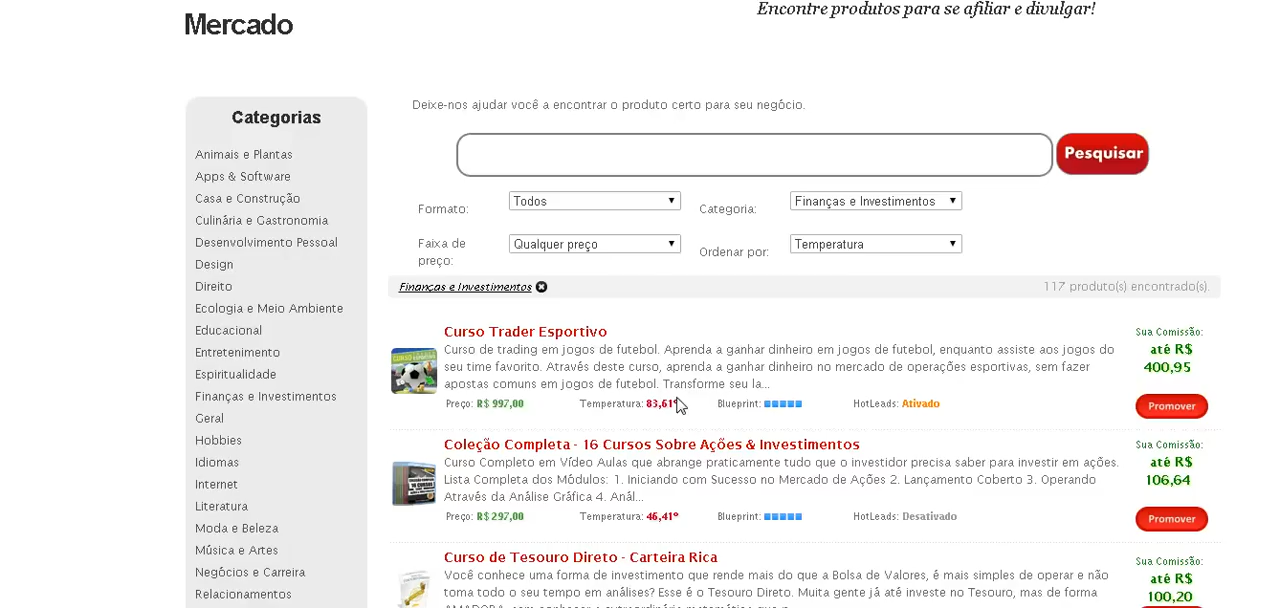 Mercado
Encontre produtos para se afiliar e divulgar!
Categorias
Animais e Plantas
Apps & Software
Casa e Construção
Culinária e Gastronomia
Desenvolvimento Pessoal
Design
Direito
Ecologia e Meio Ambiente
Educacional
Entretenimento
Espiritualidade
Finanças e Investimentos
Geral
Hobbies
Idiomas
Internet
Literatura
Moda e Beleza
Música e Artes
Negócios e Carreira
Relacionamentos
Deixe-nos ajudar você a encontrar o produto certo para seu negócio.
Pesquisar
Formato: Todos Categoria: Finanças e Investimentos
Faixa de preço: Qualquer preço Ordenar por: Temperatura
Finanças e Investimentos 117 produto(s) encontrado(s).
Curso Trader Esportivo
Curso de trading em jogos de futebol. Aprenda a ganhar dinheiro em jogos de futebol, enquanto assiste aos jogos do
seu time favorito. Através deste curso, aprenda a ganhar dinheiro no mercado de operações esportivas, sem fazer
apostas comuns em jogos de futebol. Transforme seu la...
Preço: R$ 997,00 Temperatura: 83,61º Blueprint: HotLeads: Ativado
Sua Comissão:
até R$
400,95
Promover
Coleção Completa - 16 Cursos Sobre Ações & Investimentos
Curso Completo em Vídeo Aulas que abrange praticamente tudo que o investidor precisa saber para investir em ações.
Lista Completa dos Módulos: 1. Iniciando com Sucesso no Mercado de Ações 2. Lançamento Coberto 3. Operando
Através da Análise Gráfica 4. Anál...
Preço: R$ 297,00 Temperatura: 46,41º Blueprint: HotLeads: Desativado
Sua Comissão:
até R$
106,64
Promover
Curso de Tesouro Direto - Carteira Rica
Você conhece uma forma de investimento que rende mais do que a Bolsa de Valores, é mais simples de operar e não
toma todo o seu tempo em análises? Esse é o Tesouro Direto. Muita gente já até investe no Tesouro, mas de forma
Sua Comissão:
até R$
100,20